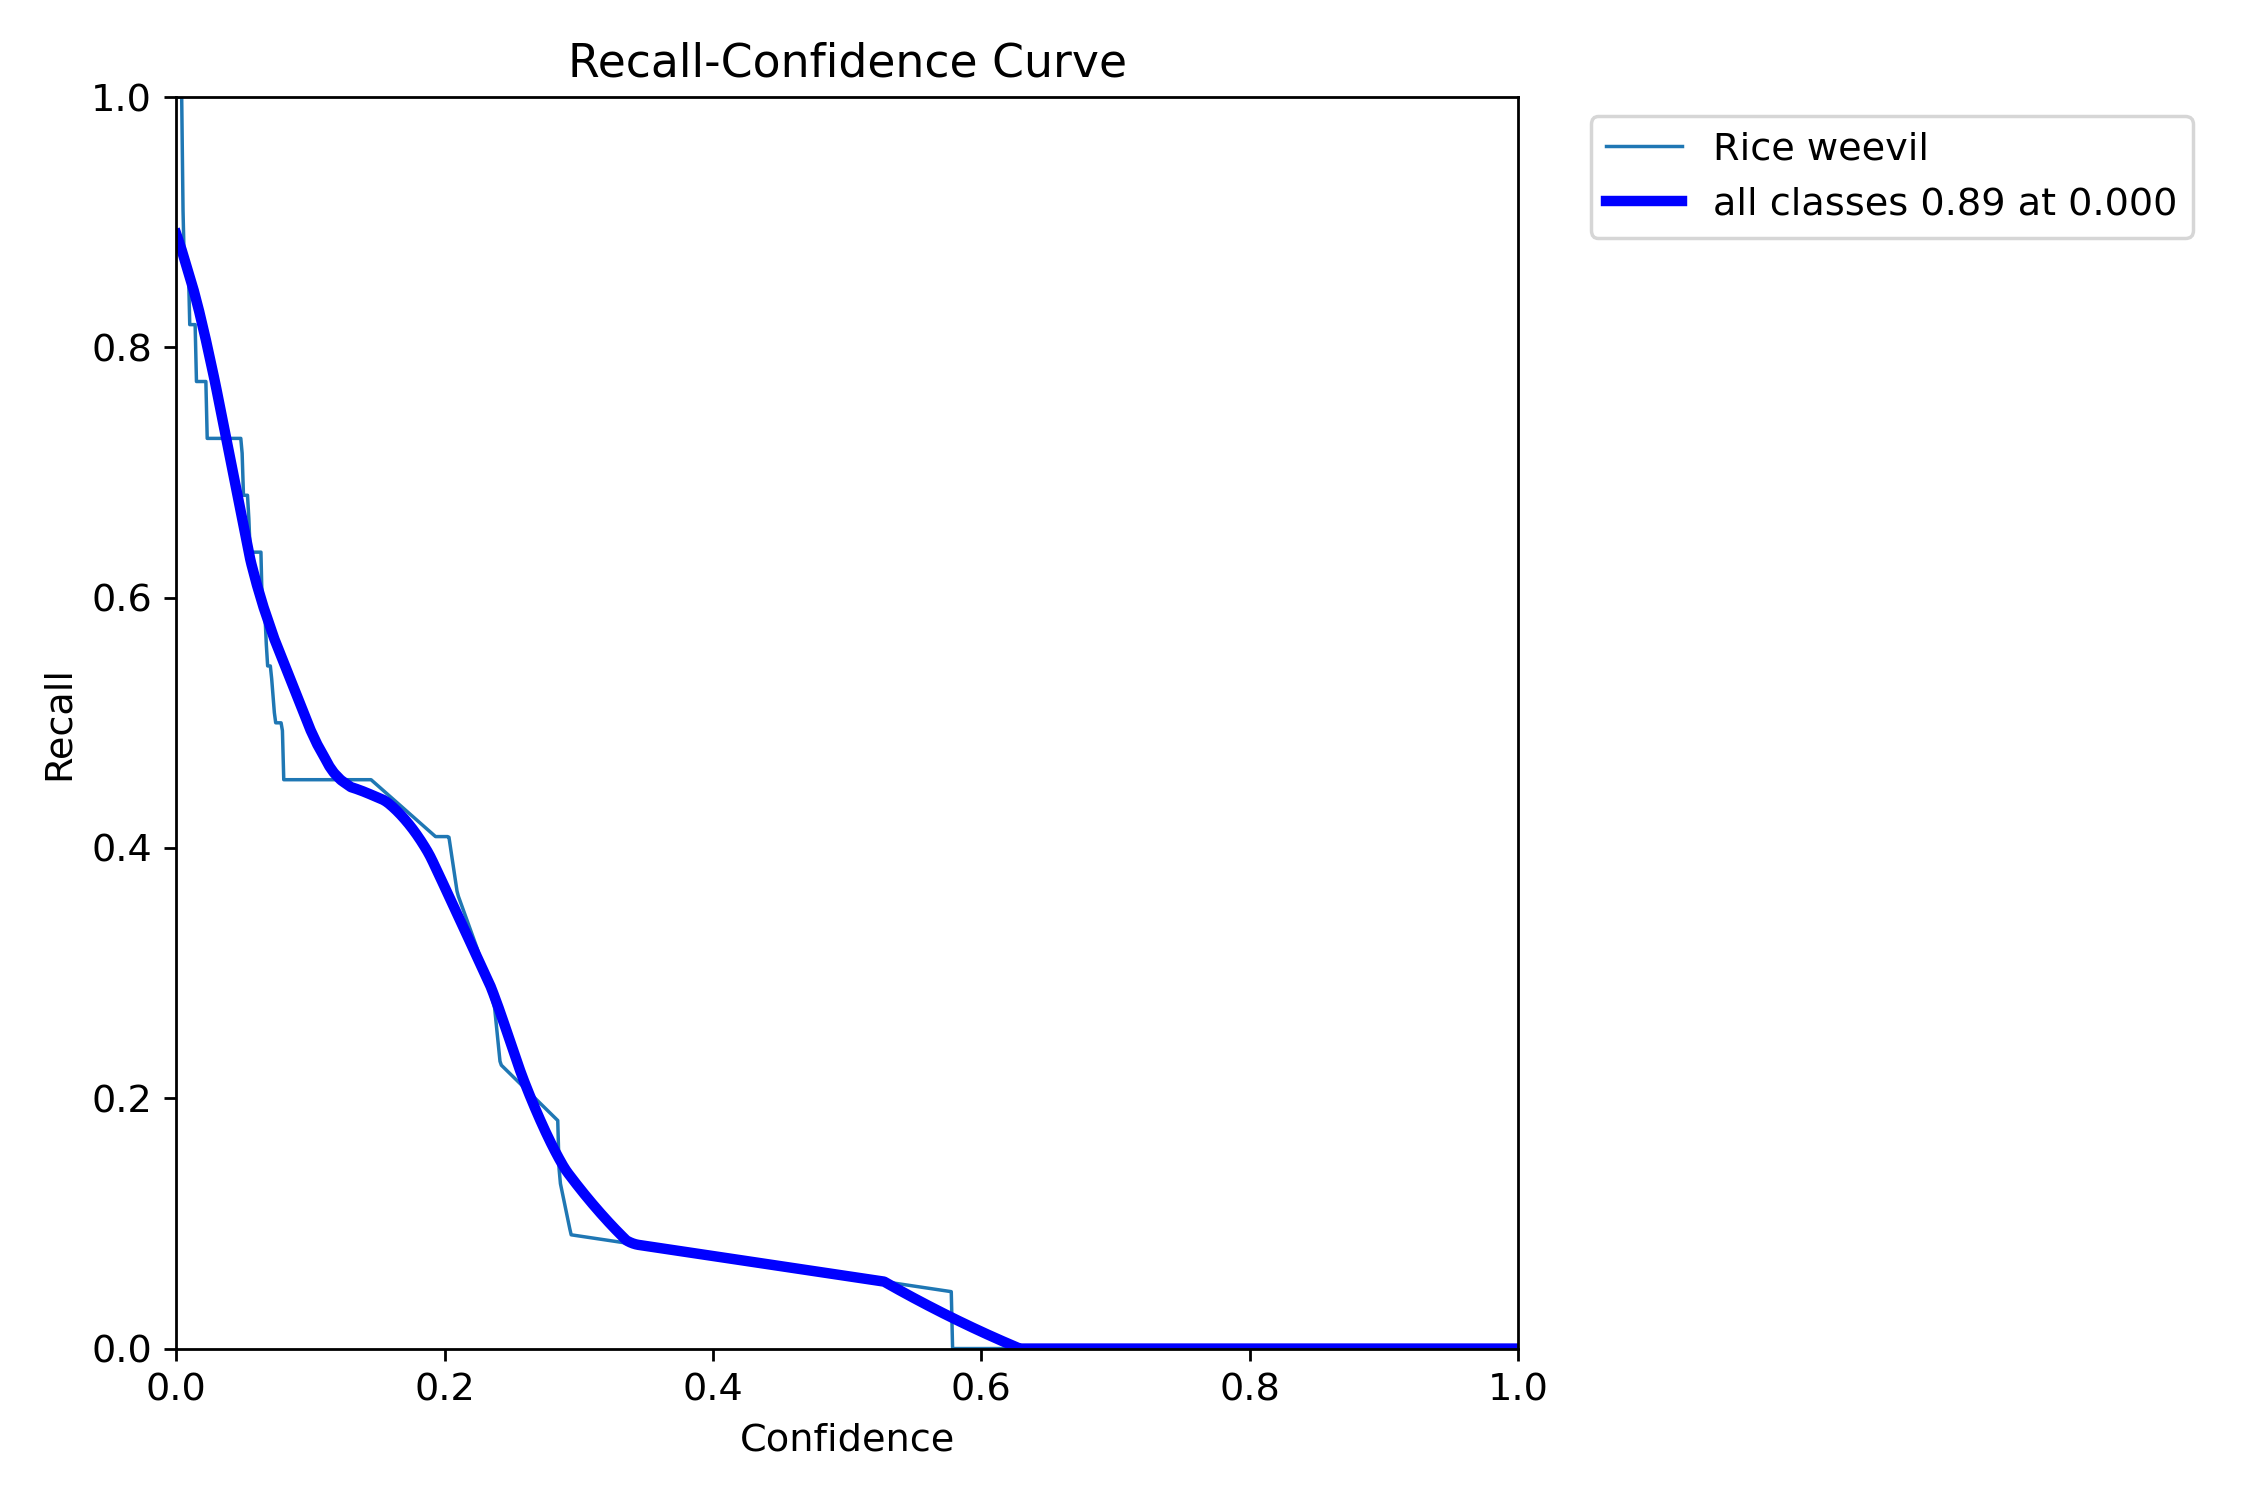 Recall-Confidence Curve
Rice weevil
all classes 0.89 at 0.000
1.0
0.8
0.6
0.4
0.2
0.0
Recall
0.0 0.2 0.4 0.6 0.8 1.0
Confidence